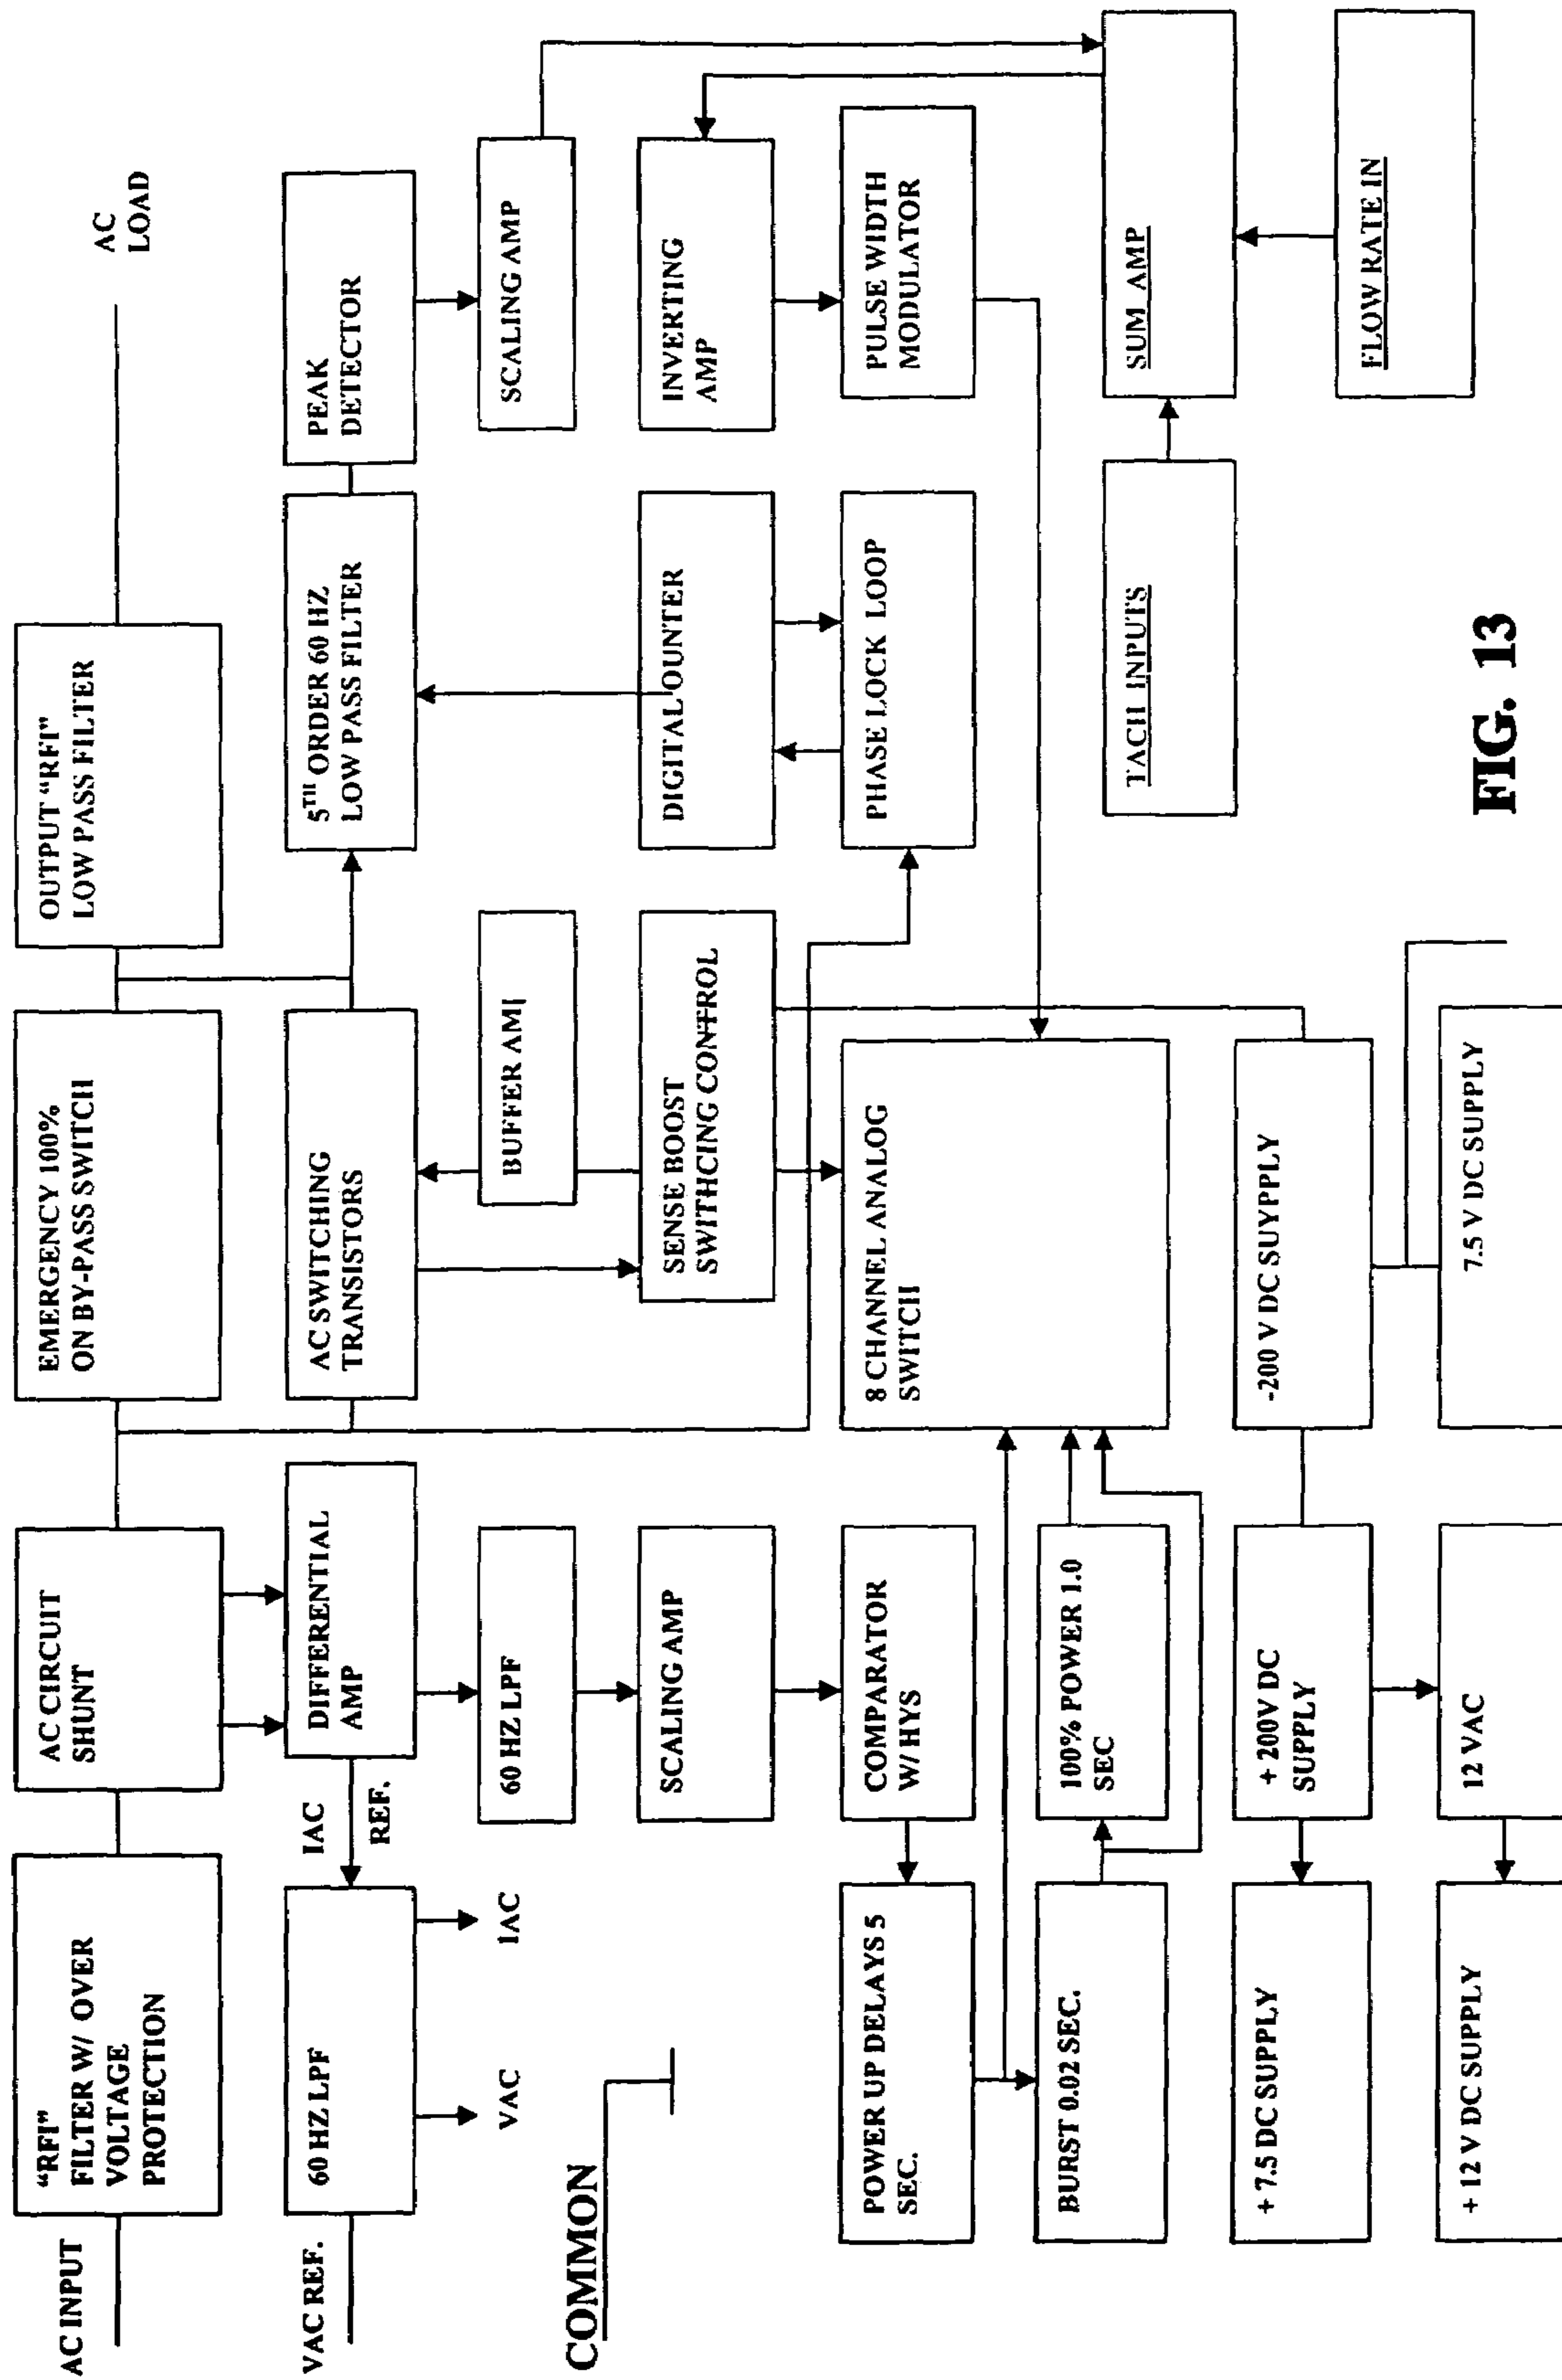 AC INPUT
"RFI"
FILTER W/ OVER
VOLTAGE
PROTECTION
AC CIRCUIT
SHUNT
EMERGENCY 100%
ON BY-PASS SWITCH
OUTPUT "RFI"
LOW PASS FILTER
AC
LOAD
VAC REF.
60 HZ LPF
IAC
REF.
DIFFERENTIAL
AMP
AC SWITCHING
TRANSISTORS
5TH ORDER 60 HZ
LOW PASS FILTER
PEAK
DETECTOR
VAC
IAC
60 HZ LPF
BUFFER AM
SCALING AMP
COMMON
SCALING AMP
SENSE BOOST
SWITHCING CONTROL
DIGITAL OUNTER
INVERTING
AMP
POWER UP DELAYS 5
SEC.
COMPARATOR
W/ HYS
8 CHANNEL ANALOG
SWITCH
PHASE LOCK LOOP
PULSE WIDTH
MODULATOR
BURST 0.02 SEC.
100% POWER 1.0
SEC
TACH INPUTS
SUM AMP
+ 7.5 DC SUPPLY
+ 200V DC
SUPPLY
-200 V DC SUYPPLY
FLOW RATE IN
+ 12 V DC SUPPLY
12 VAC
7.5 V DC SUPPLY
FIG. 13